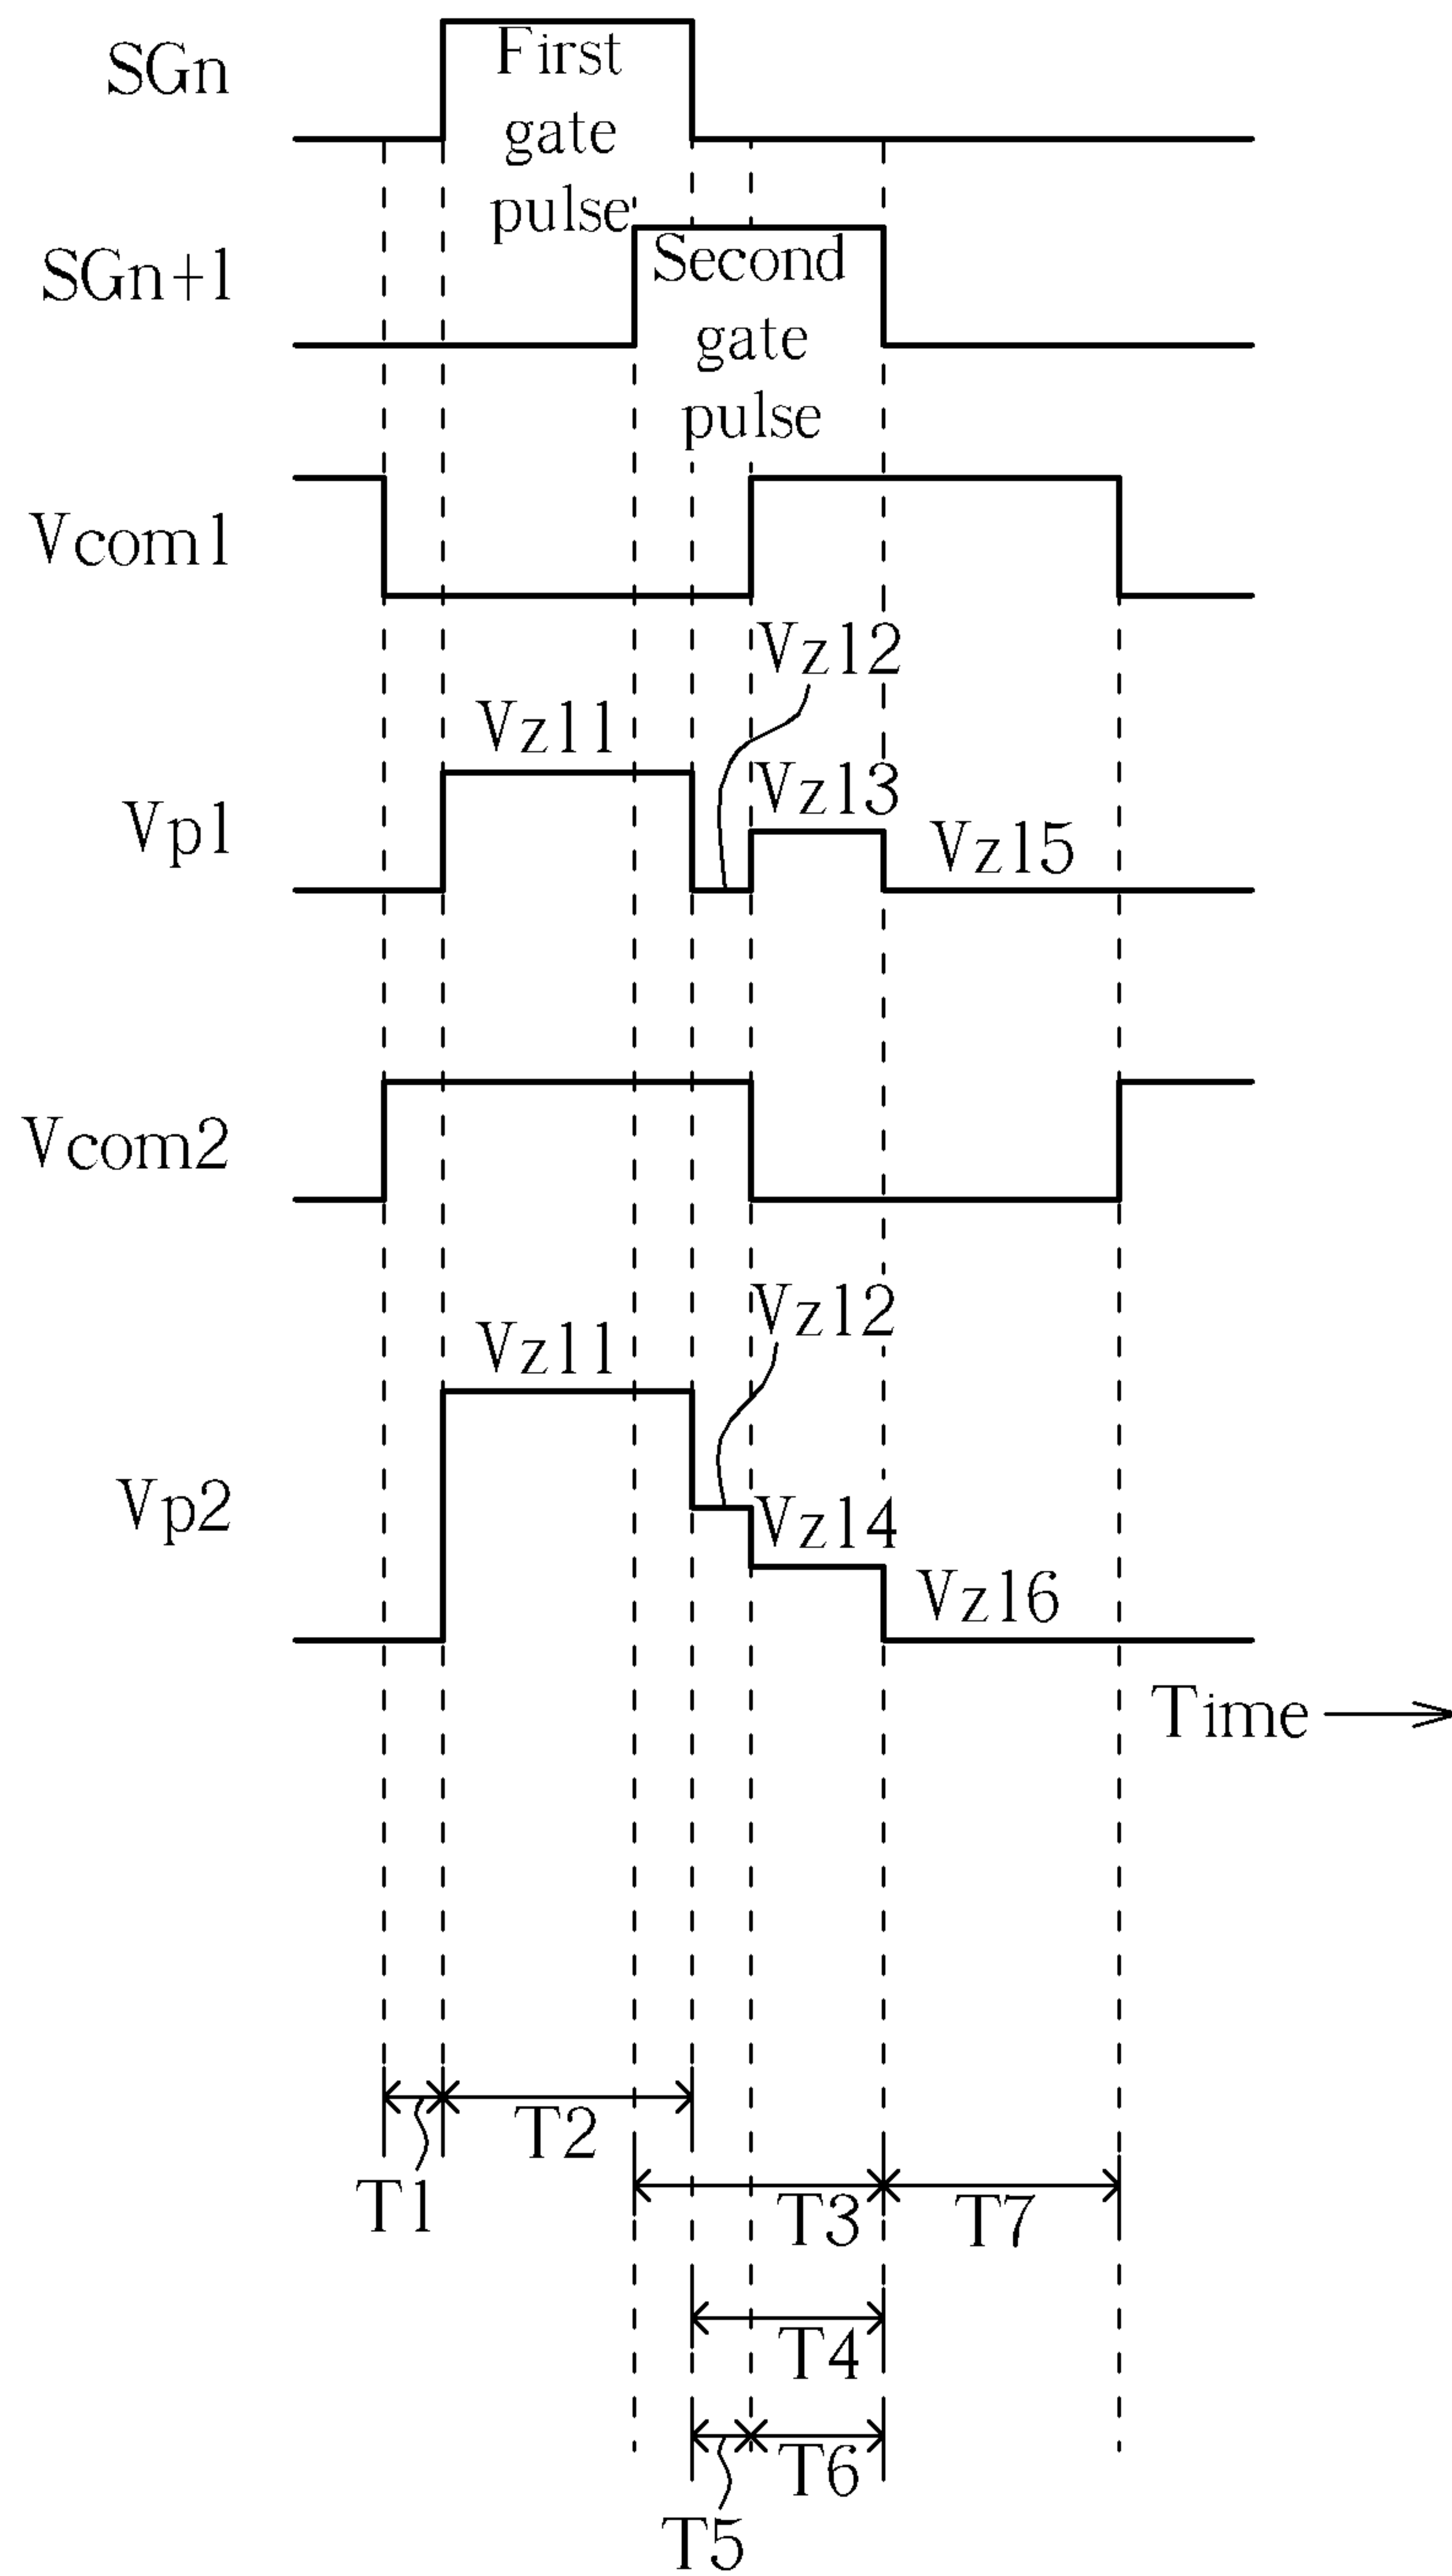 SGn
First
gate
pulse
SGn+1
Second
gate
pulse
Vcom1
Vz12
Vz11
Vz13
Vp1
Vz15
Vcom2
Vz12
Vz11
Vp2
Vz14
Vz16
Time
T2
T1
T3
T7
T4
T6
T5